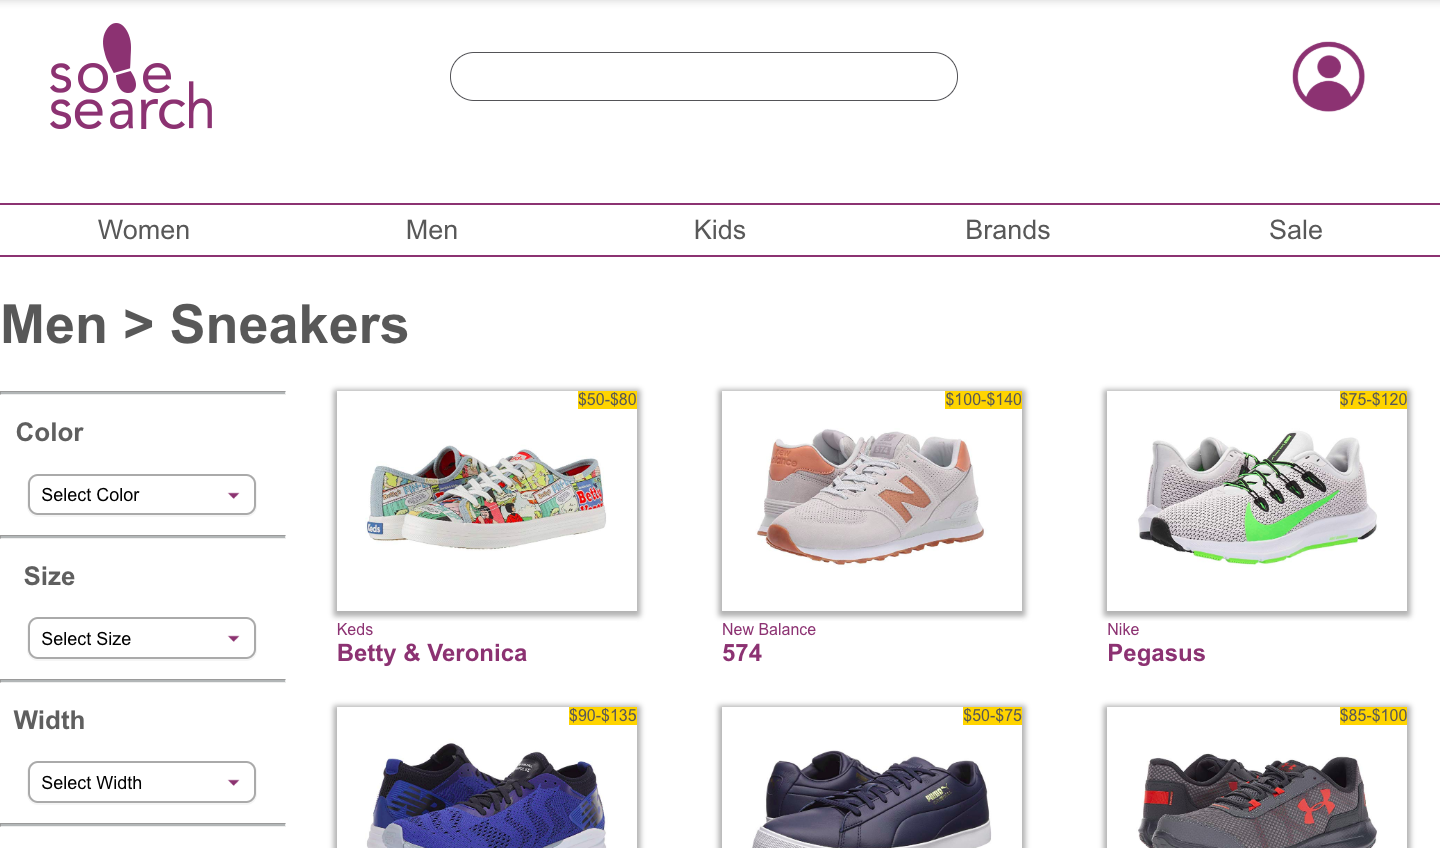 sole
search
Women
Men
Kids
Brands
Sale
Men > Sneakers
Color
Select Color
Size
Select Size
Width
Select Width
$50-$80
Keds
Keds
Betty & Veronica
$100-$140
N
New Balance
574
$75-$120
Nike
Pegasus
$90-$135
$50-$75
PUMA
$85-$100